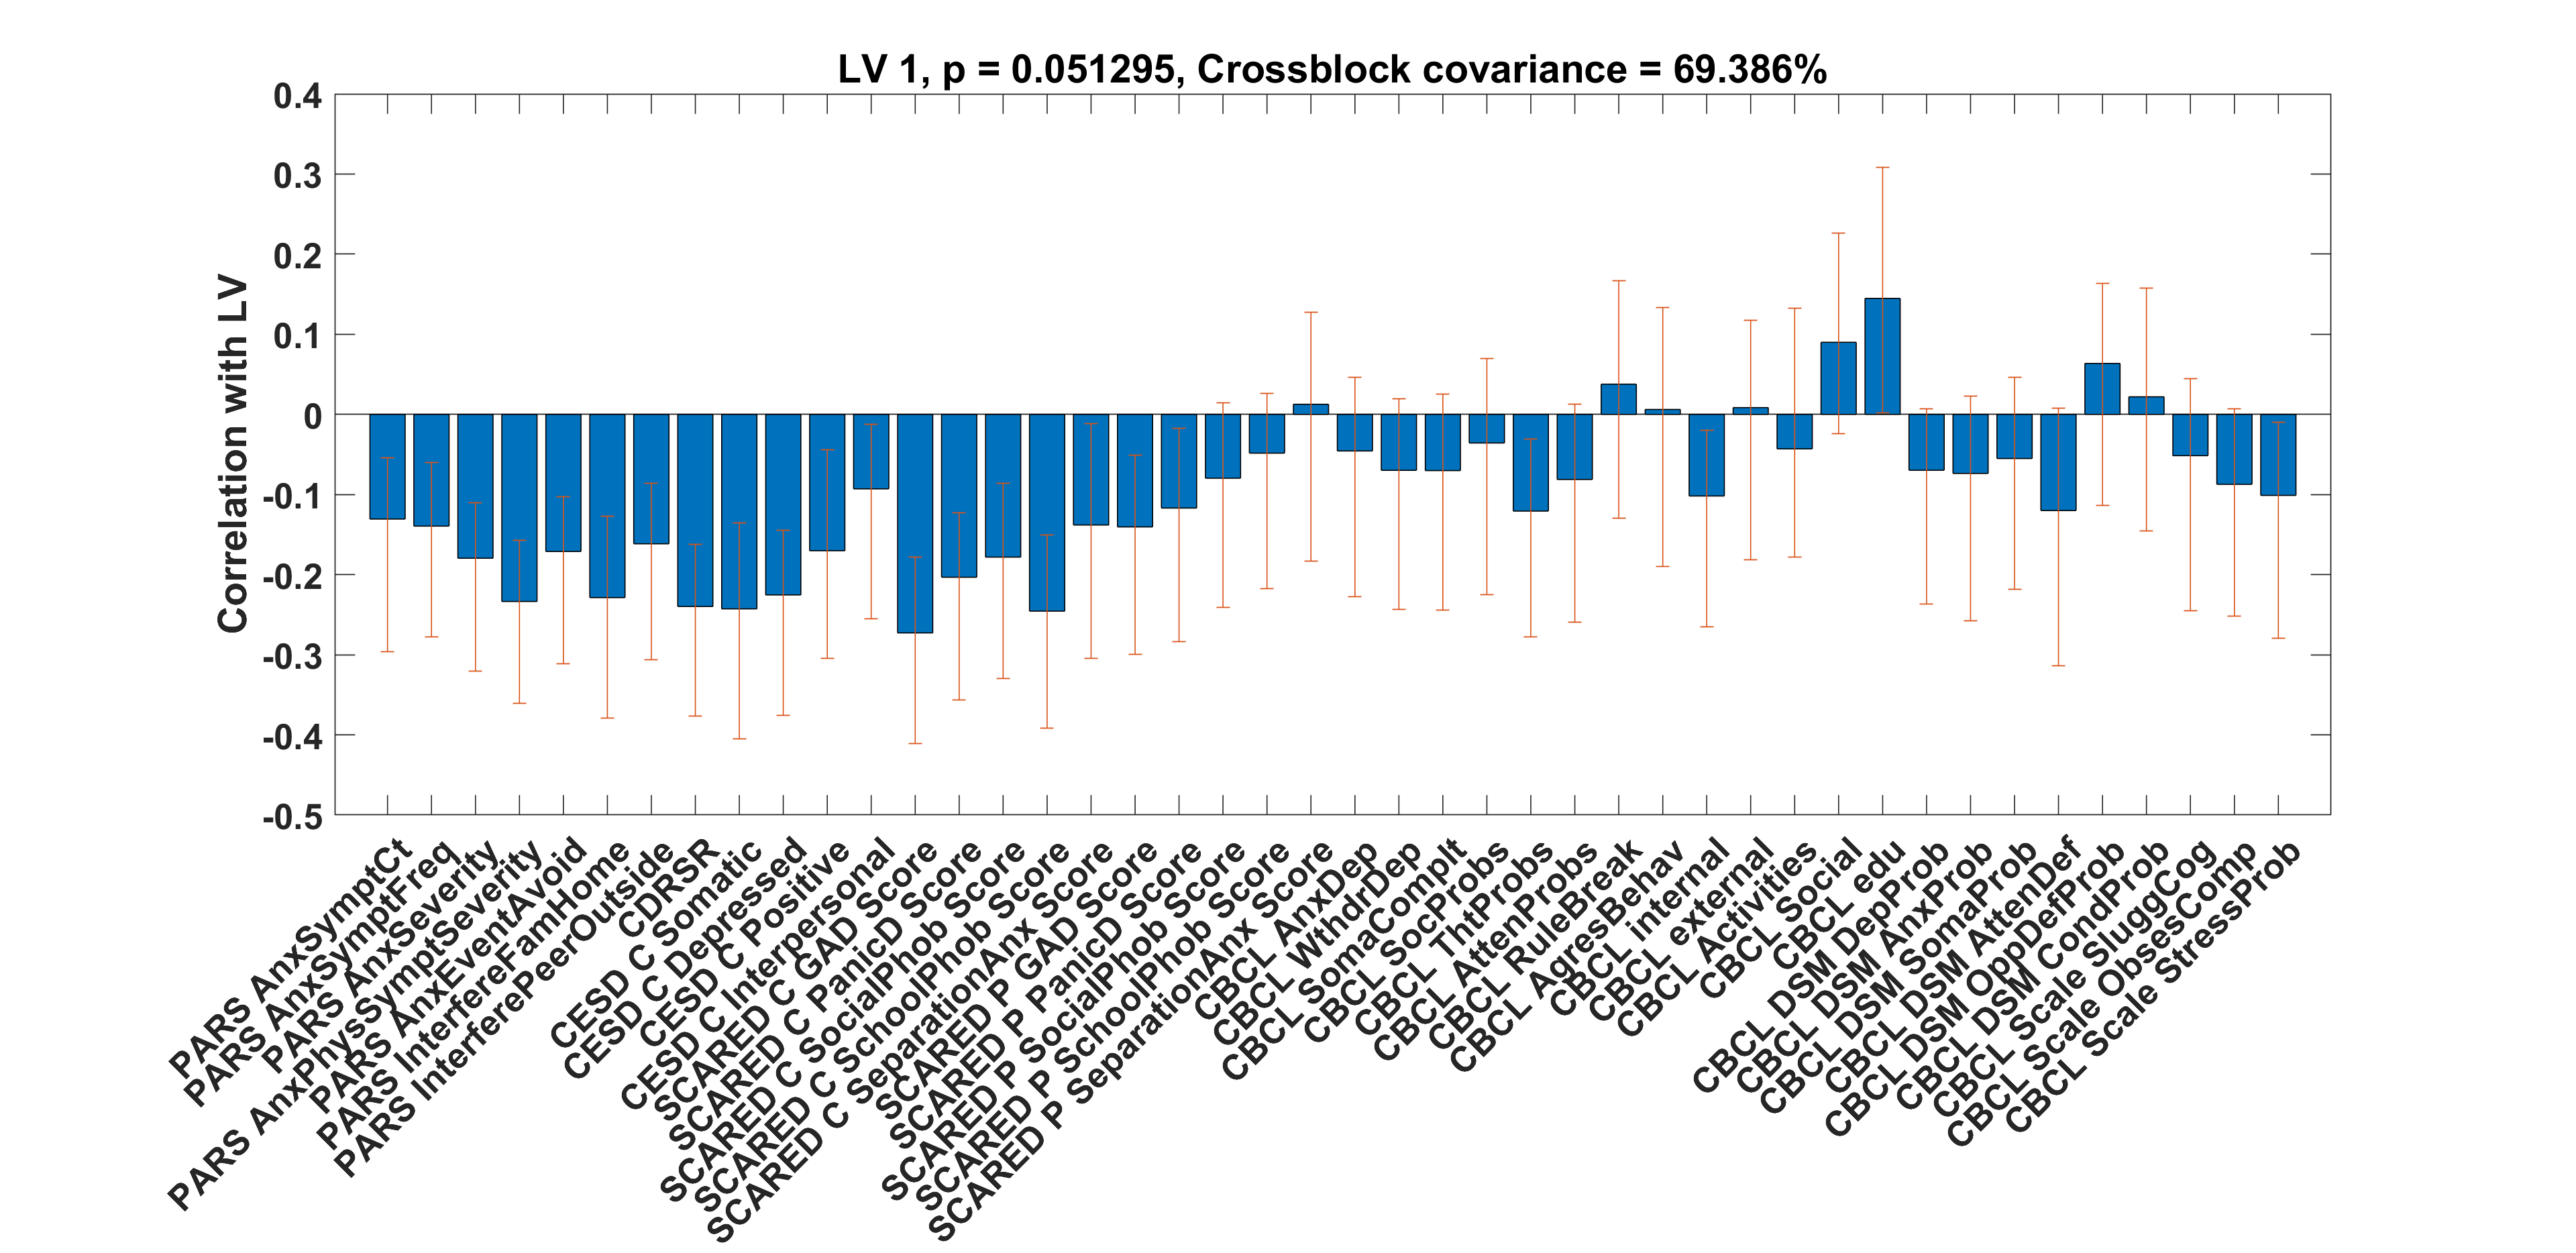 LV 1, p = 0.051295, Crossblock covariance = 69.386%
Correlation with LV
0.4
0.3
0.2
0.1
0
-0.1
-0.2
-0.3
-0.4
-0.5
PARS AnxSymptCt
PARS AnxSymptFreq
PARS AnxSeverity
PARS AnxPhysSymptSeverity
PARS AnxEventAvoid
PARS InterfereFamHome
PARS InterferePeerOutside
CDRSR
CESD C Somatic
CESD C Depressed
CESD C Positive
CESD C Interpersonal
SCARED C GAD Score
SCARED C PanicD Score
SCARED C SocialPhob Score
SCARED C SchoolPhob Score
SCARED C SeparationAnx Score
SCARED P GAD Score
SCARED P PanicD Score
SCARED P SocialPhob Score
SCARED P SchoolPhob Score
SCARED P SeparationAnx Score
CBCL AnxDep
CBCL WthdrDep
CBCL SomaComplt
CBCL SocProbs
CBCL ThtProbs
CBCL AttenProbs
CBCL RuleBreak
CBCL AgresBehav
CBCL internal
CBCL external
CBCL Activities
CBCL Social
CBCL edu
CBCL DSM DepProb
CBCL DSM AnxProb
CBCL DSM SomaProb
CBCL DSM AttenDef
CBCL DSM OppDefProb
CBCL DSM CondProb
CBCL Scale SluggCog
CBCL Scale ObsesComp
CBCL Scale StressProb